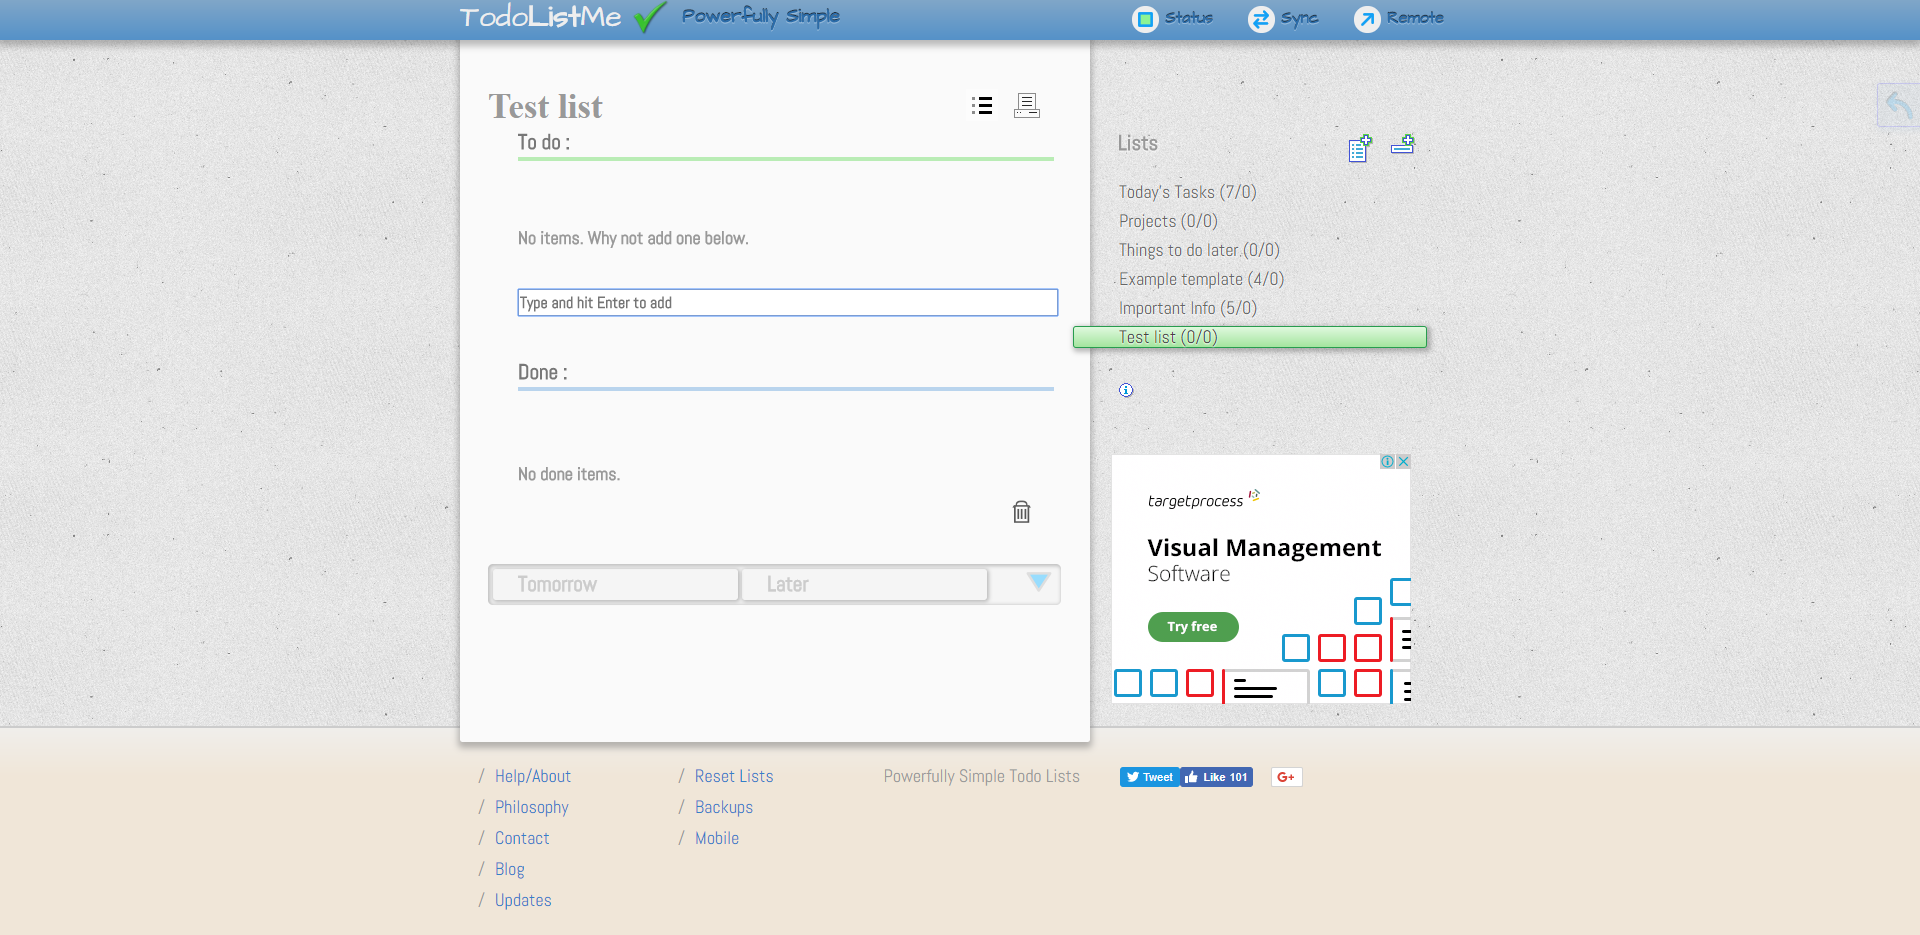 TodoListMe
Powerfully Simple
Status
Sync
Remote
Test list
To do :
No items. Why not add one below.
Type and hit Enter to add
Done :
No done items.
Tomorrow
Later
Lists
Today's Tasks (7/0)
Projects (0/0)
Things to do later (0/0)
Example template (4/0)
Important Info (5/0)
Test list (0/0)
targetprocess
Visual Management
Software
Try free
/ Help/About
/ Philosophy
/ Contact
/ Blog
/ Updates
/ Reset Lists
/ Backups
/ Mobile
Powerfully Simple Todo Lists
Tweet
Like 101
G+